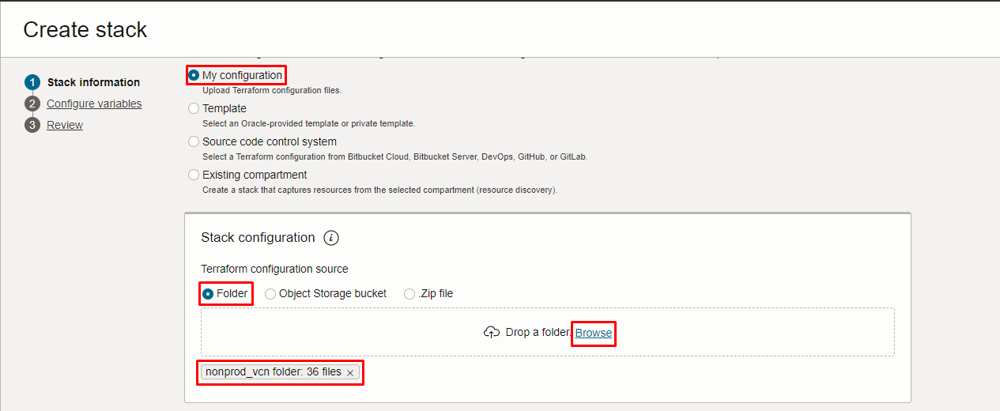 Create stack
1 Stack information
2 Configure variables
3 Review
My configuration
Upload Terraform configuration files.
Template
Select an Oracle-provided template or private template.
Source code control system
Select a Terraform configuration from Bitbucket Cloud, Bitbucket Server, DevOps, GitHub, or GitLab.
Existing compartment
Create a stack that captures resources from the selected compartment (resource discovery).
Stack configuration i
Terraform configuration source
Folder Object Storage bucket .Zip file
Drop a folder. Browse
nonprod_vcn folder: 36 files ×